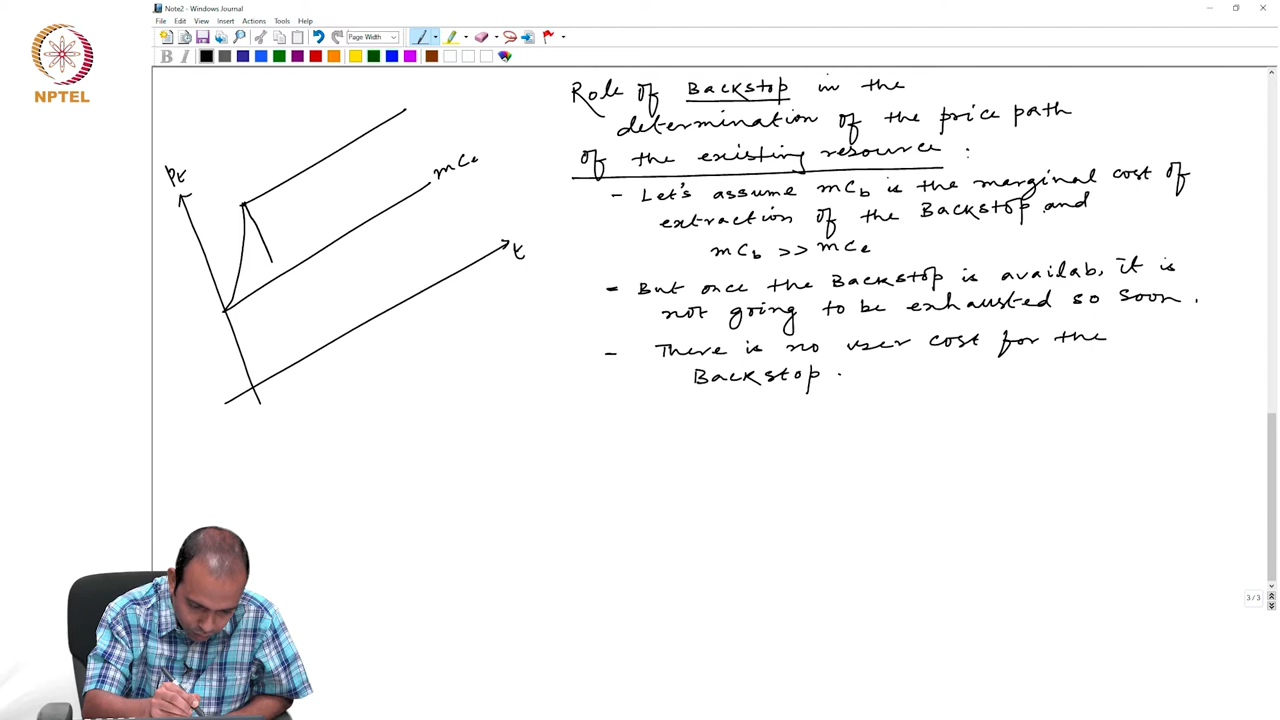 Note2 - Windows Journal
File Edit View Insert Actions Tools Help
Page Width
B I
NPTEL
Role of Backstop in the
determination of the price path
of the existing resource :
- Let's assume mCb is the marginal cost of
extraction of the Backstop and
mCb >> mCe
- But once the Backstop is availab, It is
not going to be exhausted so soon.
- There is no user cost for the
Backstop.
Pt
mCe
t
3/3